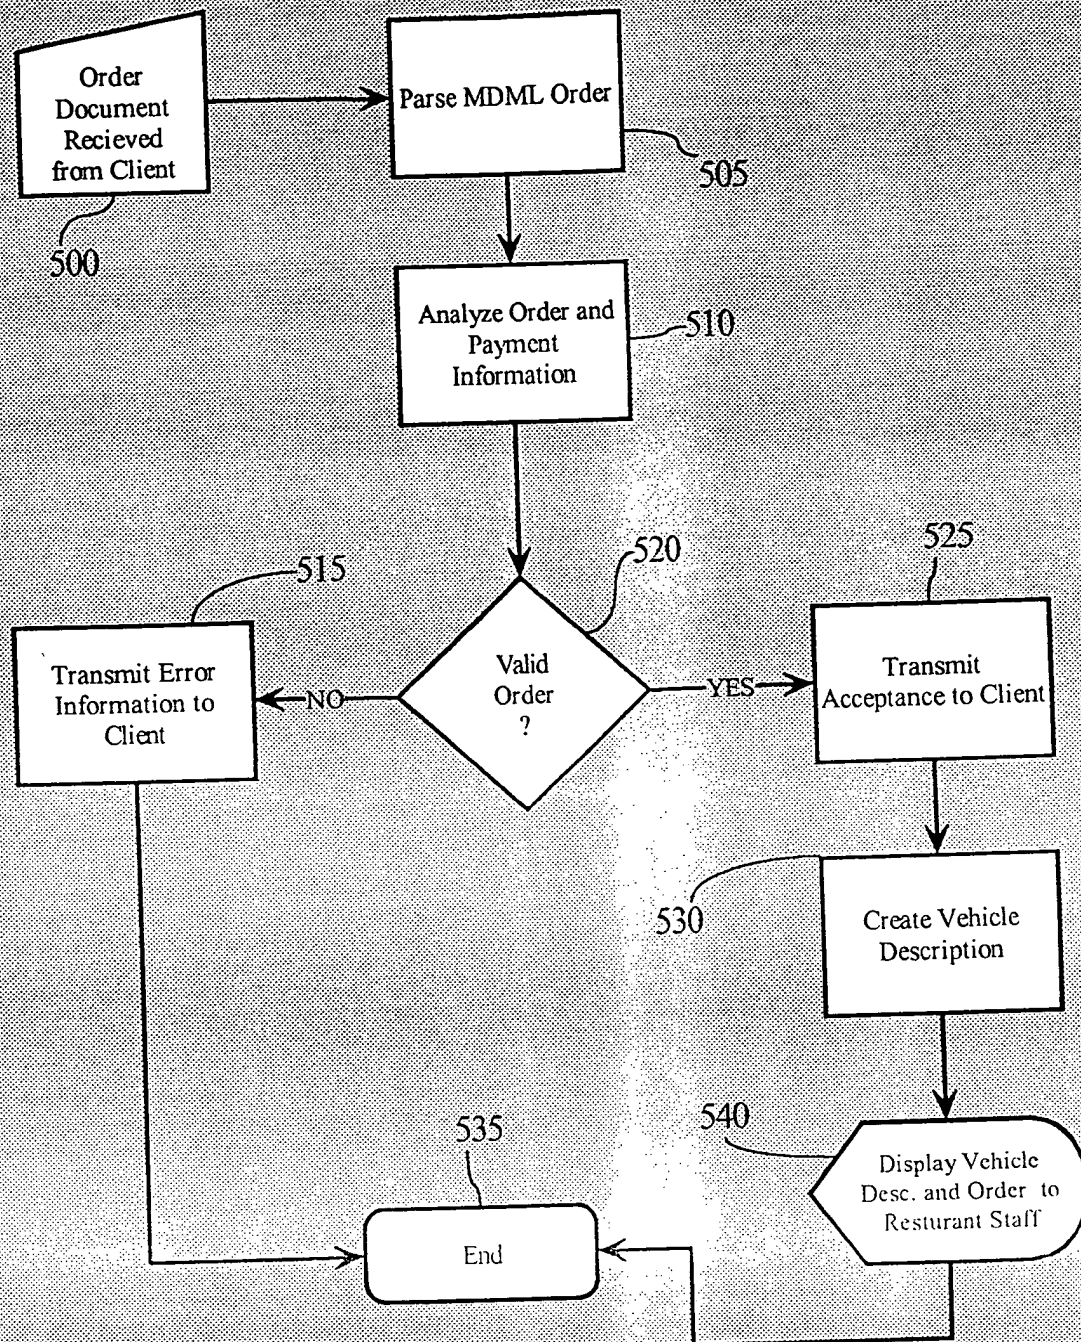 Order
Document
Recieved
from Client
500
Parse MDML Order
505
Analyze Order and
Payment
Information
510
520
Valid
Order
?
NO
YES
515
Transmit Error
Information to
Client
525
Transmit
Acceptance to Client
530
Create Vehicle
Description
540
Display Vehicle
Desc. and Order to
Resturant Staff
535
End